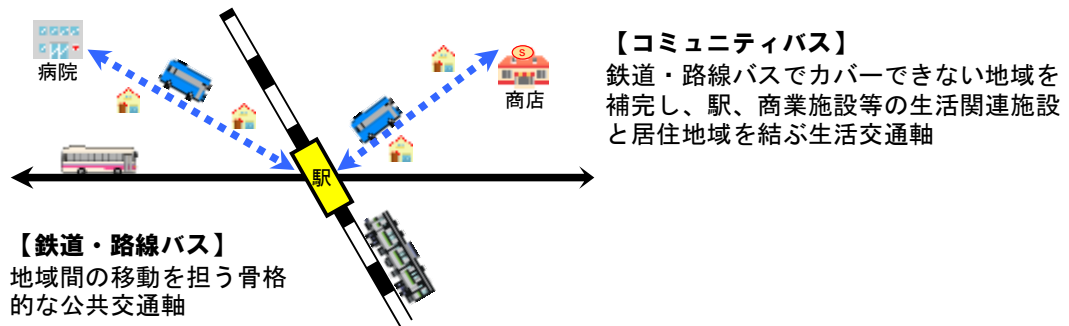 病院
S
商店
駅
【コミュニティバス】
鉄道・路線バスでカバーできない地域を
補完し、駅、商業施設等の生活関連施設
と居住地域を結ぶ生活交通軸
【鉄道・路線バス】
地域間の移動を担う骨格
的な公共交通軸